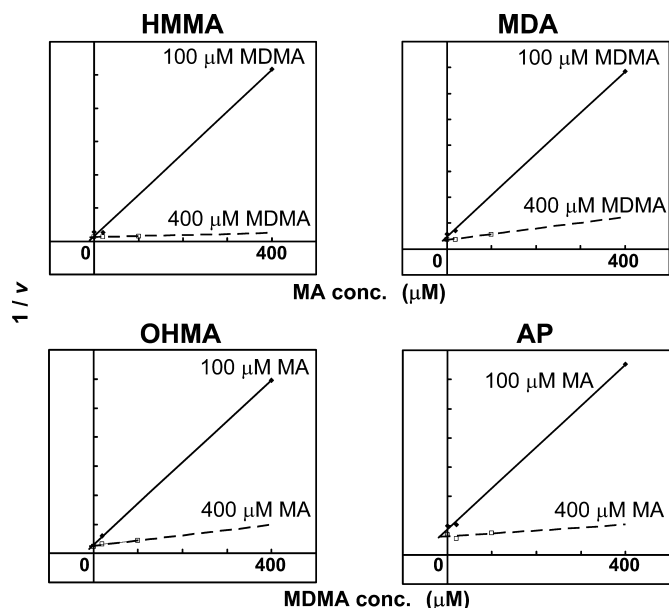 HMMA
MDA
100 μM MDMA
100 μM MDMA
400 μM MDMA
400 μM MDMA
0 400
0 400
MA conc. (μM)
1 / v
OHMA
AP
100 μM MA
100 μM MA
400 μM MA
400 μM MA
0 400
0 400
MDMA conc. (μM)